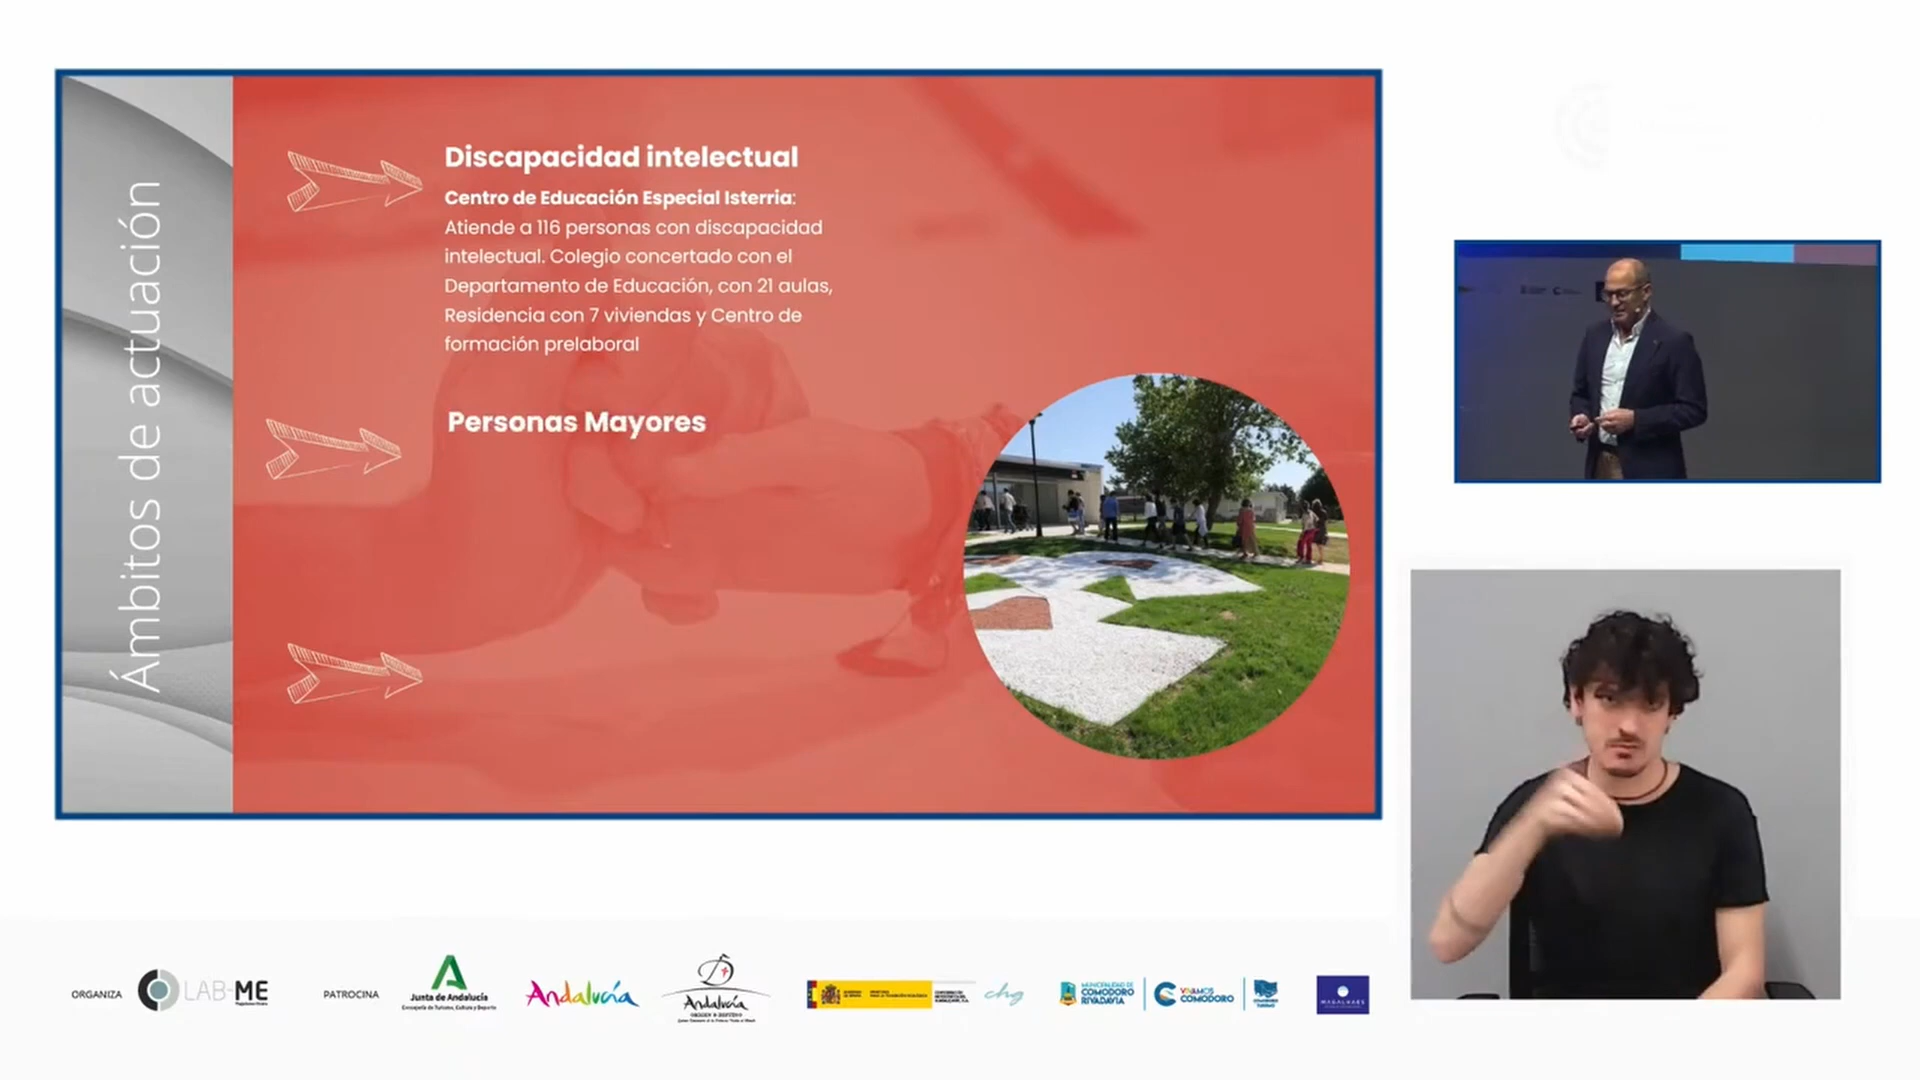 Ámbitos de actuación
Discapacidad intelectual
Centro de Educación Especial Isterria:
Atiende a 116 personas con discapacidad
intelectual. Colegio concertado con el
Departamento de Educación, con 21 aulas,
Residencia con 7 viviendas y Centro de
formación prelaboral
Personas Mayores
ORGANIZA
LAB-ME
PATROCINA
Junta de Andalucía
Consejería de Turismo, Cultura y Deporte
Andalucía
Andalucía
ORIGEN Y DESTINO
chg
MUNICIPALIDAD DE
COMODORO
RIVADAVIA
VIVAMOS
COMODORO
COMODORO
TURISMO
MAGALHAES